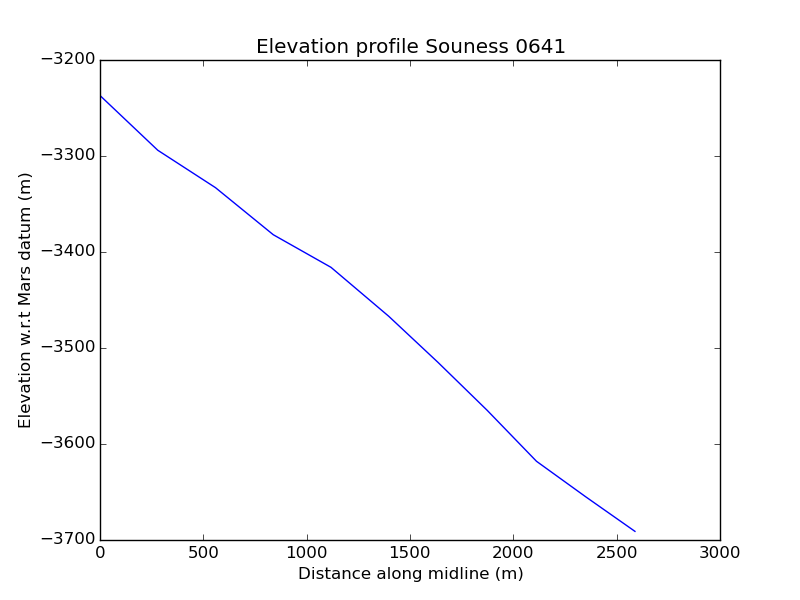 Elevation profile Souness 0641
−3200
−3300
−3400
−3500
−3600
−3700
Elevation w.r.t Mars datum (m)
0 500 1000 1500 2000 2500 3000
Distance along midline (m)